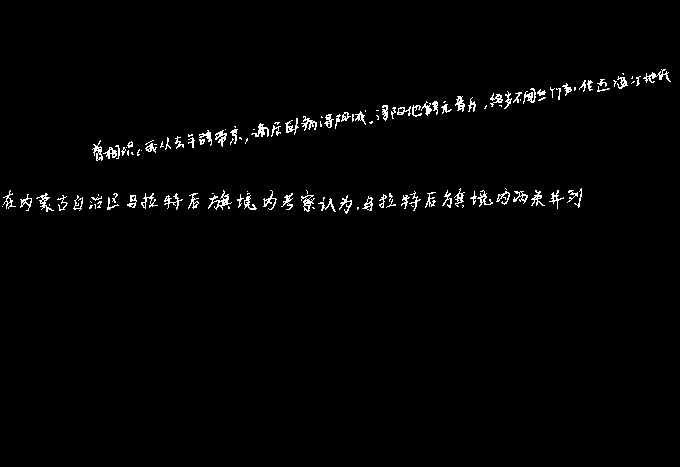 曾相识!我从去年辞帝京,谪居卧病浔阳城。浔阳地僻无音乐,终岁不闻丝竹声。住近湓江地低
在内蒙古自治区乌拉特后旗境内考察认为,乌拉特后旗境内两条并列